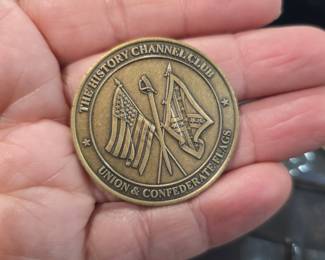 THE HISTORY CHANNEL CLUB
UNION & CONFEDERATE FLAGS